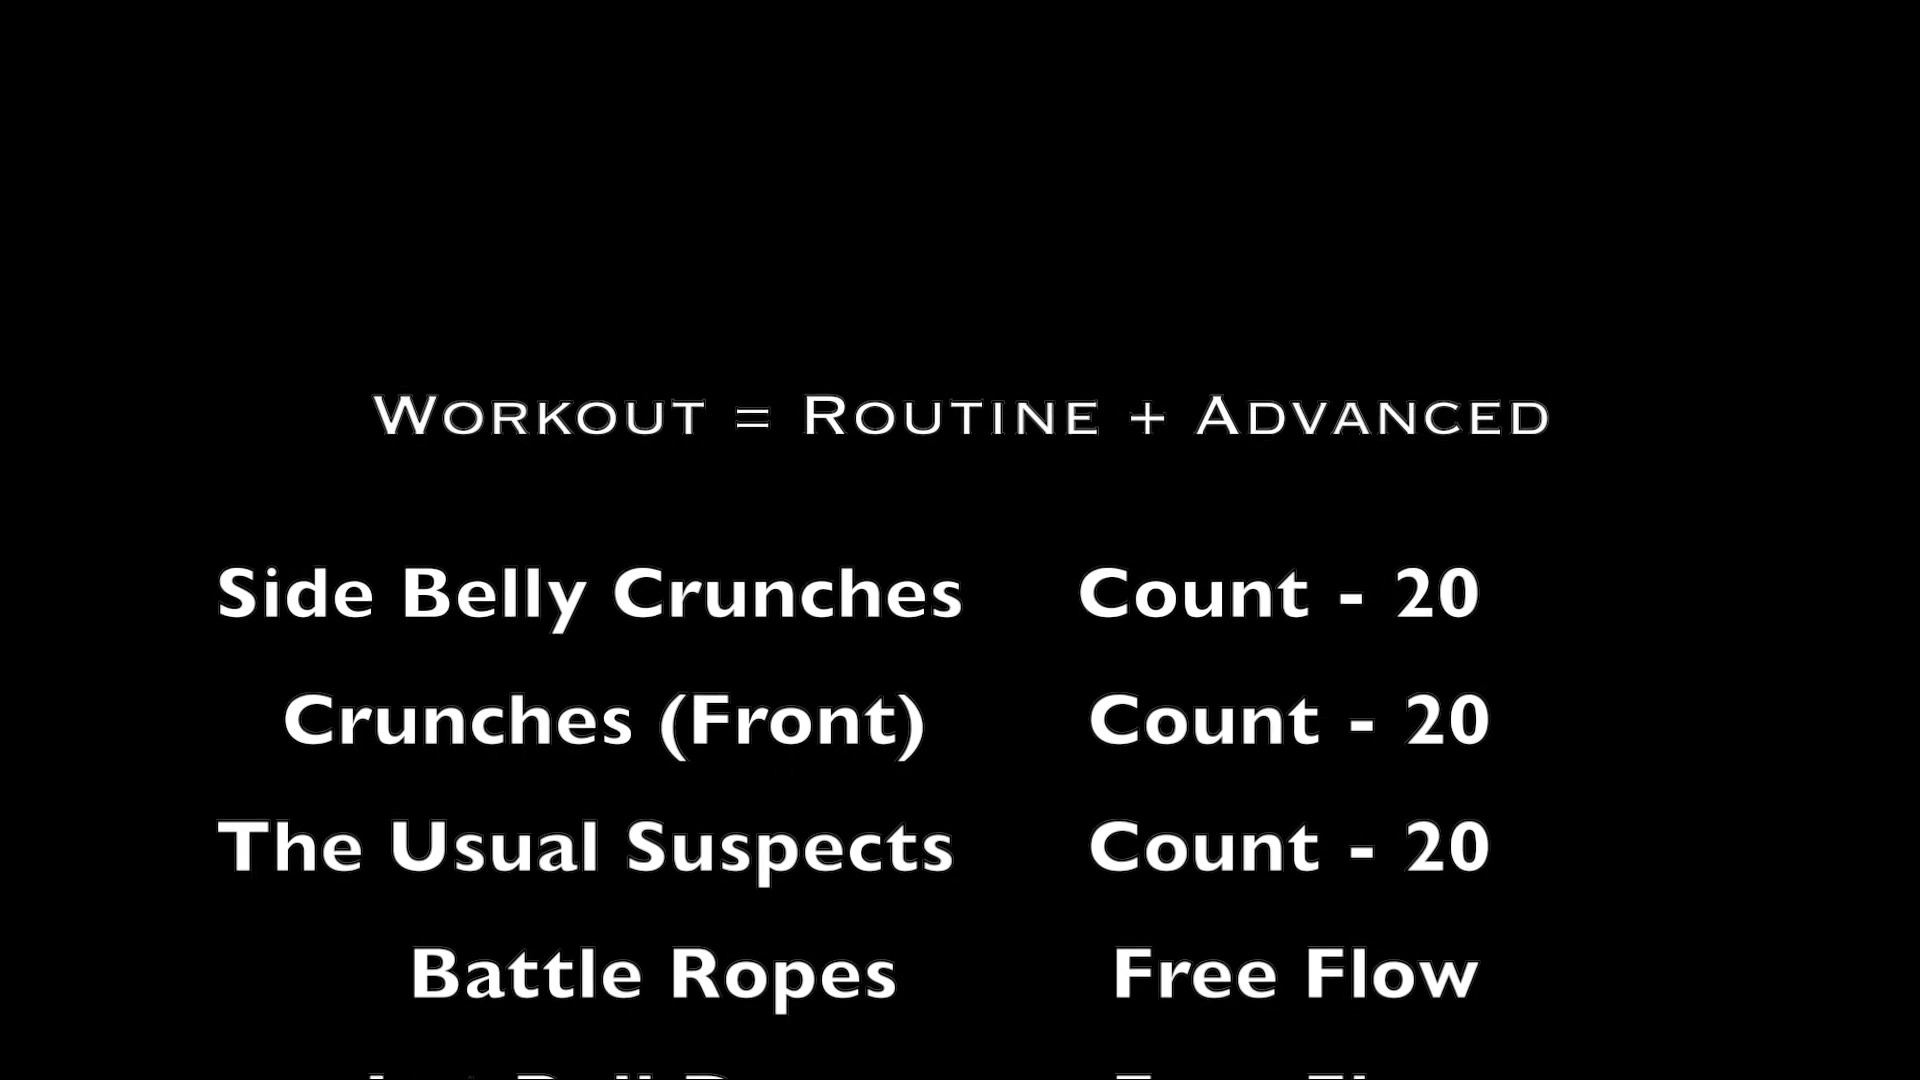 Workout = Routine + Advanced
Side Belly Crunches Count - 20
Crunches (Front) Count - 20
The Usual Suspects Count - 20
Battle Ropes Free Flow